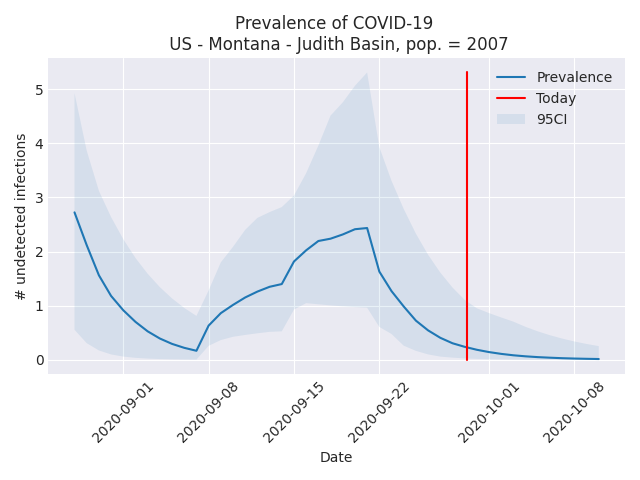 Prevalence of COVID-19
US - Montana - Judith Basin, pop. = 2007
Prevalence
Today
95CI
5
4
3
2
1
0
# undetected infections
2020-09-01
2020-09-08
2020-09-15
2020-09-22
2020-10-01
2020-10-08
Date